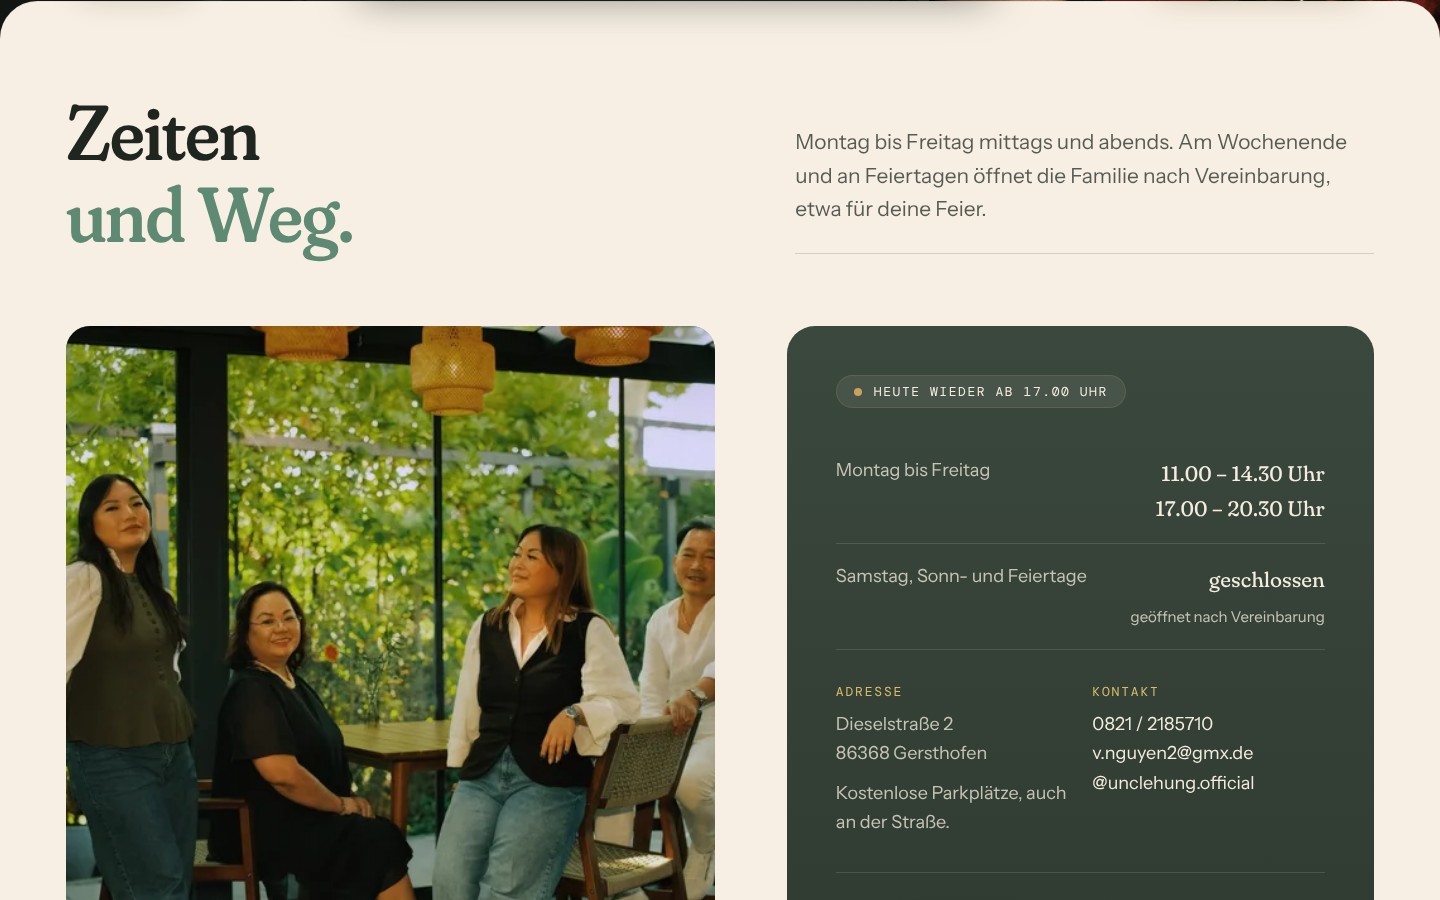 Zeiten
und Weg.
Montag bis Freitag mittags und abends. Am Wochenende
und an Feiertagen öffnet die Familie nach Vereinbarung,
etwa für deine Feier.
HEUTE WIEDER AB 17.00 UHR
Montag bis Freitag
11.00 – 14.30 Uhr
17.00 – 20.30 Uhr
Samstag, Sonn- und Feiertage
geschlossen
geöffnet nach Vereinbarung
ADRESSE
Dieselstraße 2
86368 Gersthofen
Kostenlose Parkplätze, auch
an der Straße.
KONTAKT
0821 / 2185710
v.nguyen2@gmx.de
@unclehung.official